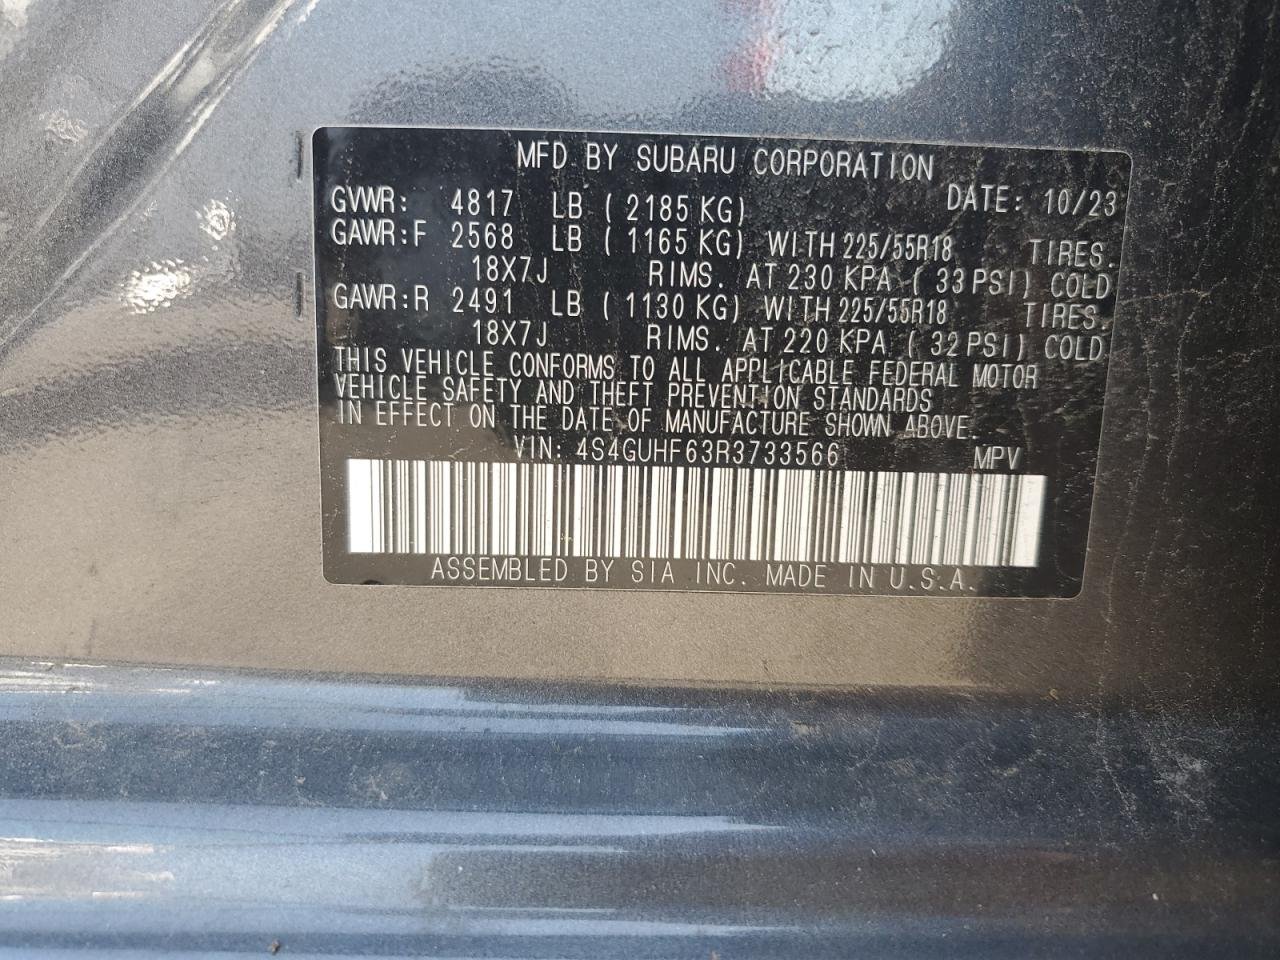 MFD BY SUBARU CORPORATION
DATE: 10/23
GVWR: 4817 LB (2185 KG)
GAWR:F 2568 LB (1165 KG) WITH 225/55R18 TIRES.
18X7J RIMS. AT 230 KPA (33 PSI) COLD
GAWR:R 2491 LB (1130 KG) WITH 225/55R18 TIRES.
18X7J RIMS. AT 220 KPA (32 PSI) COLD
THIS VEHICLE CONFORMS TO ALL APPLICABLE FEDERAL MOTOR
VEHICLE SAFETY AND THEFT PREVENTION STANDARDS
IN EFFECT ON THE DATE OF MANUFACTURE SHOWN ABOVE.
VIN: 4S4GUHF63R3733566 MPV
ASSEMBLED BY SIA INC. MADE IN U.S.A.